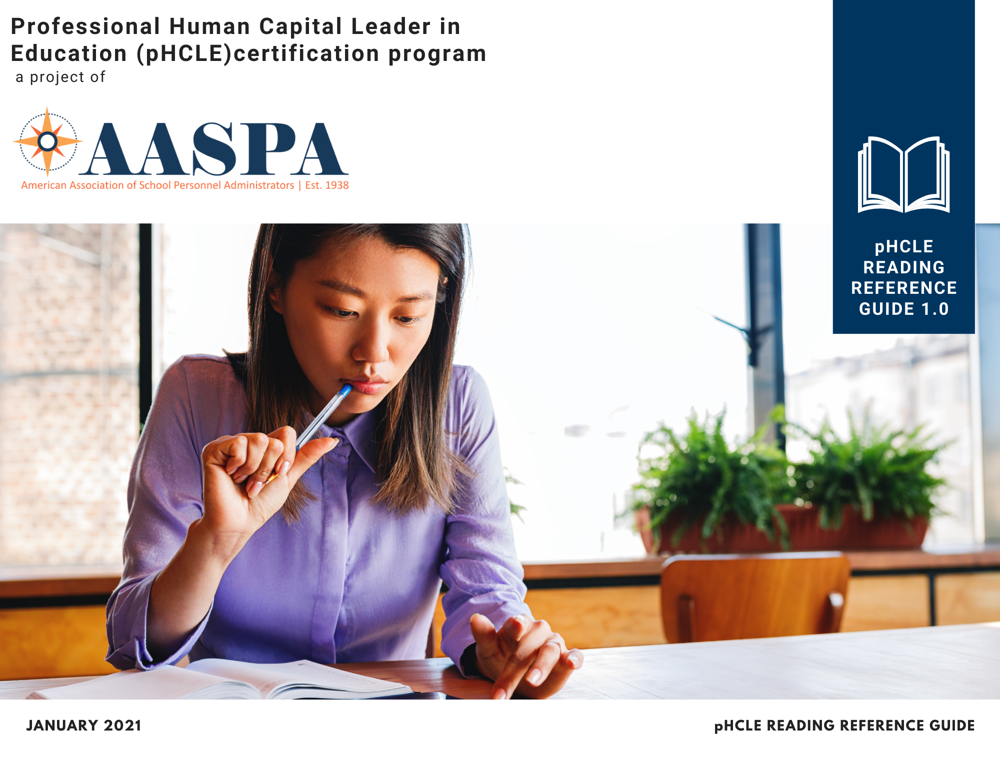 Professional Human Capital Leader in
Education (pHCLE)certification program
a project of
AASPA
American Association of School Personnel Administrators | Est. 1938
pHCLE
READING
REFERENCE
GUIDE 1.0
JANUARY 2021
pHCLE READING REFERENCE GUIDE